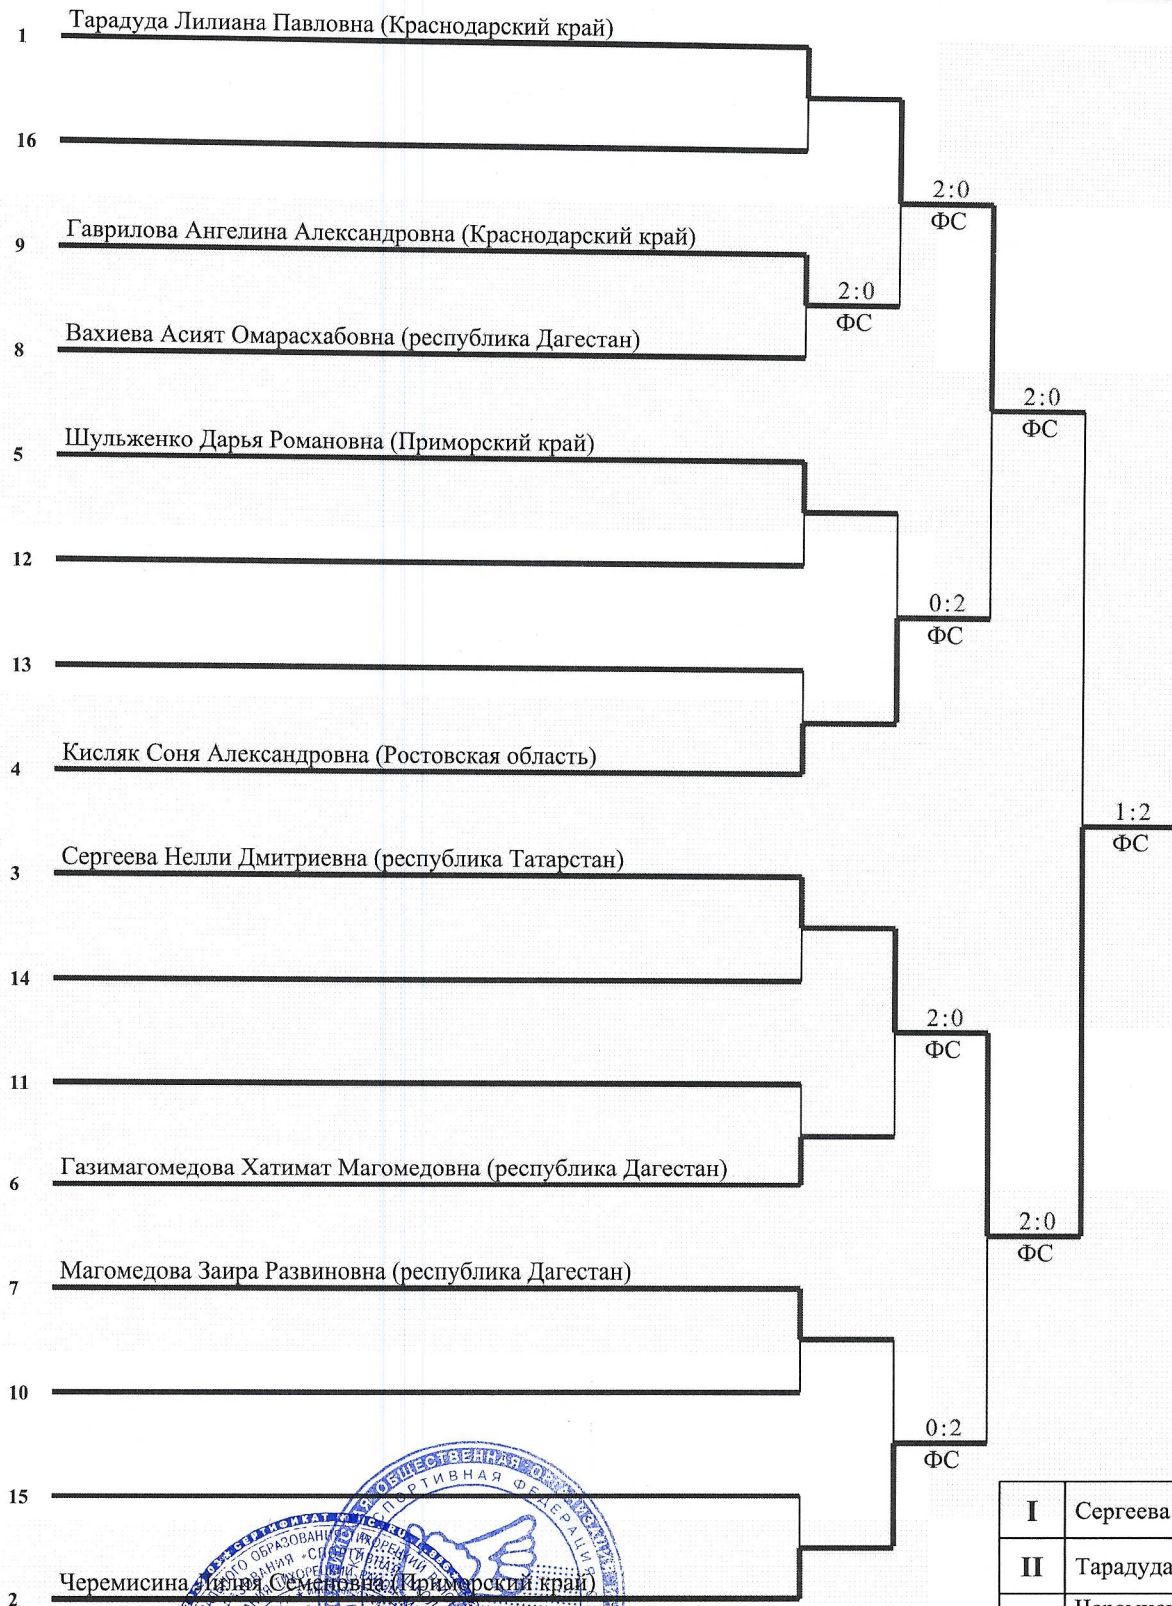 1 Тарадуда Лилиана Павловна (Краснодарский край)
16
2:0
ФС
9 Гаврилова Ангелина Александровна (Краснодарский край)
2:0
ФС
8 Вахиева Асият Омарасхабовна (республика Дагестан)
2:0
ФС
5 Шульженко Дарья Романовна (Приморский край)
12
0:2
ФС
13
4 Кисляк Соня Александровна (Ростовская область)
1:2
ФС
3 Сергеева Нелли Дмитриевна (республика Татарстан)
14
2:0
ФС
11
6 Газимагомедова Хатимат Магомедовна (республика Дагестан)
2:0
ФС
7 Магомедова Заира Развиновна (республика Дагестан)
10
0:2
ФС
15
I Сергеева
II Тарадуда
2 Черемисина Лилия Семеновна (Приморский край)
ОБЩЕСТВЕННАЯ ОРГАНИЗАЦИЯ
СПОРТИВНАЯ ФЕДЕРАЦИЯ